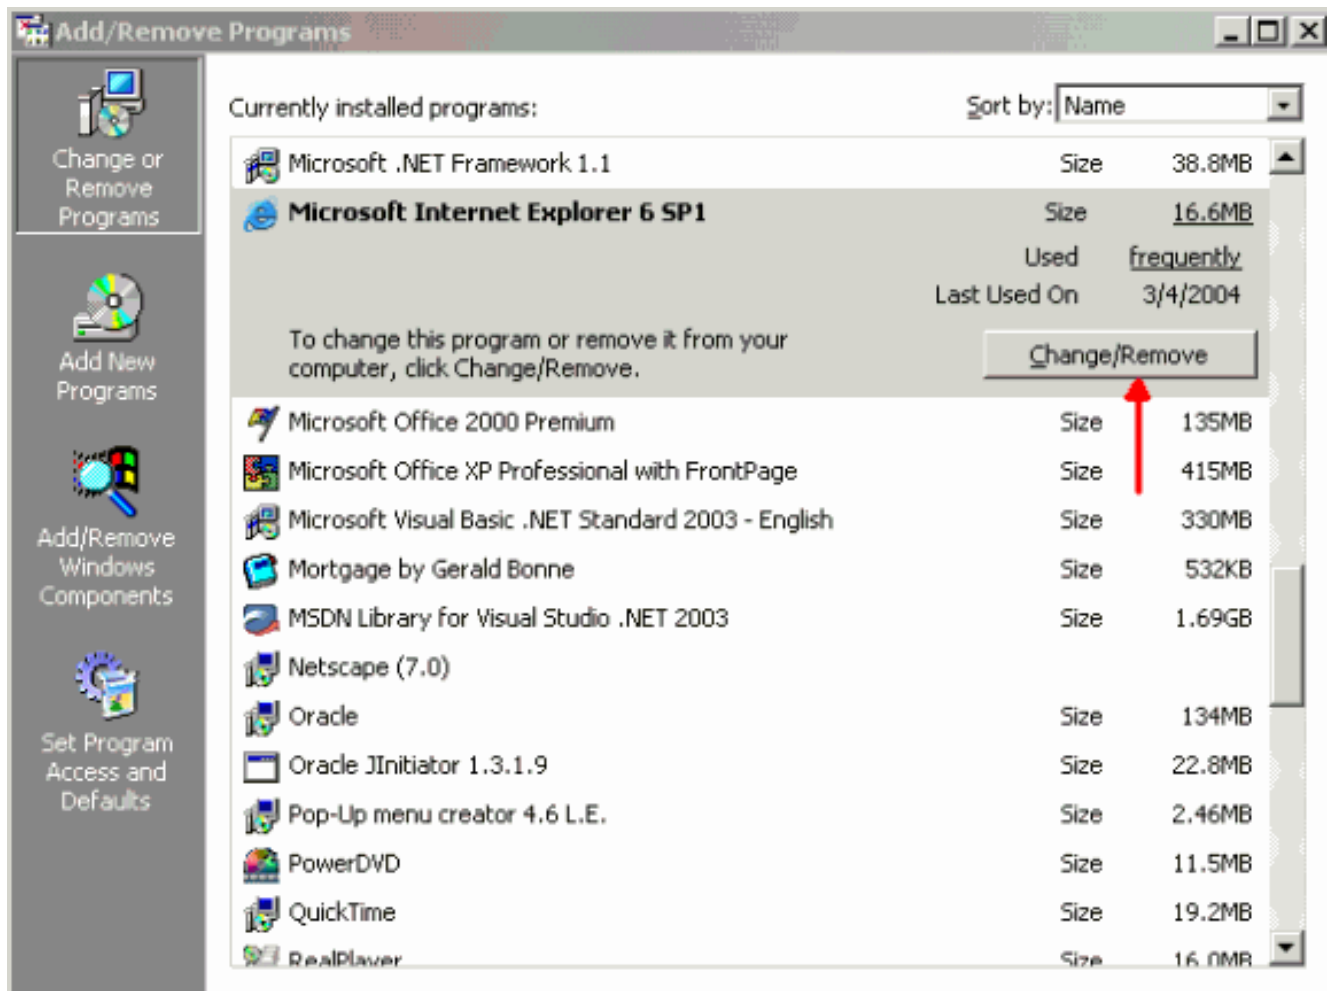 Add/Remove Programs
Change or
Remove
Programs
Add New
Programs
Add/Remove
Windows
Components
Set Program
Access and
Defaults
Currently installed programs:
Sort by: Name
Microsoft .NET Framework 1.1 Size 38.8MB
Microsoft Internet Explorer 6 SP1 Size 16.6MB
Used frequently
Last Used On 3/4/2004
To change this program or remove it from your
computer, click Change/Remove.
Change/Remove
Microsoft Office 2000 Premium Size 135MB
Microsoft Office XP Professional with FrontPage Size 415MB
Microsoft Visual Basic .NET Standard 2003 - English Size 330MB
Mortgage by Gerald Bonne Size 532KB
MSDN Library for Visual Studio .NET 2003 Size 1.69GB
Netscape (7.0)
Oracle Size 134MB
Oracle JInitiator 1.3.1.9 Size 22.8MB
Pop-Up menu creator 4.6 L.E. Size 2.46MB
PowerDVD Size 11.5MB
QuickTime Size 19.2MB
RealPlayer Size 16.0MB